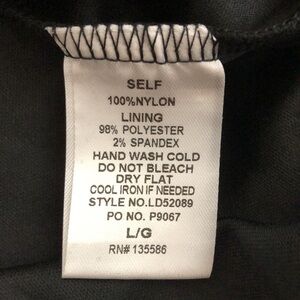 SELF
100%NYLON
LINING
98% POLYESTER
2% SPANDEX
HAND WASH COLD
DO NOT BLEACH
DRY FLAT
COOL IRON IF NEEDED
STYLE NO.LD52089
PO NO. P9067
L/G
RN# 135586